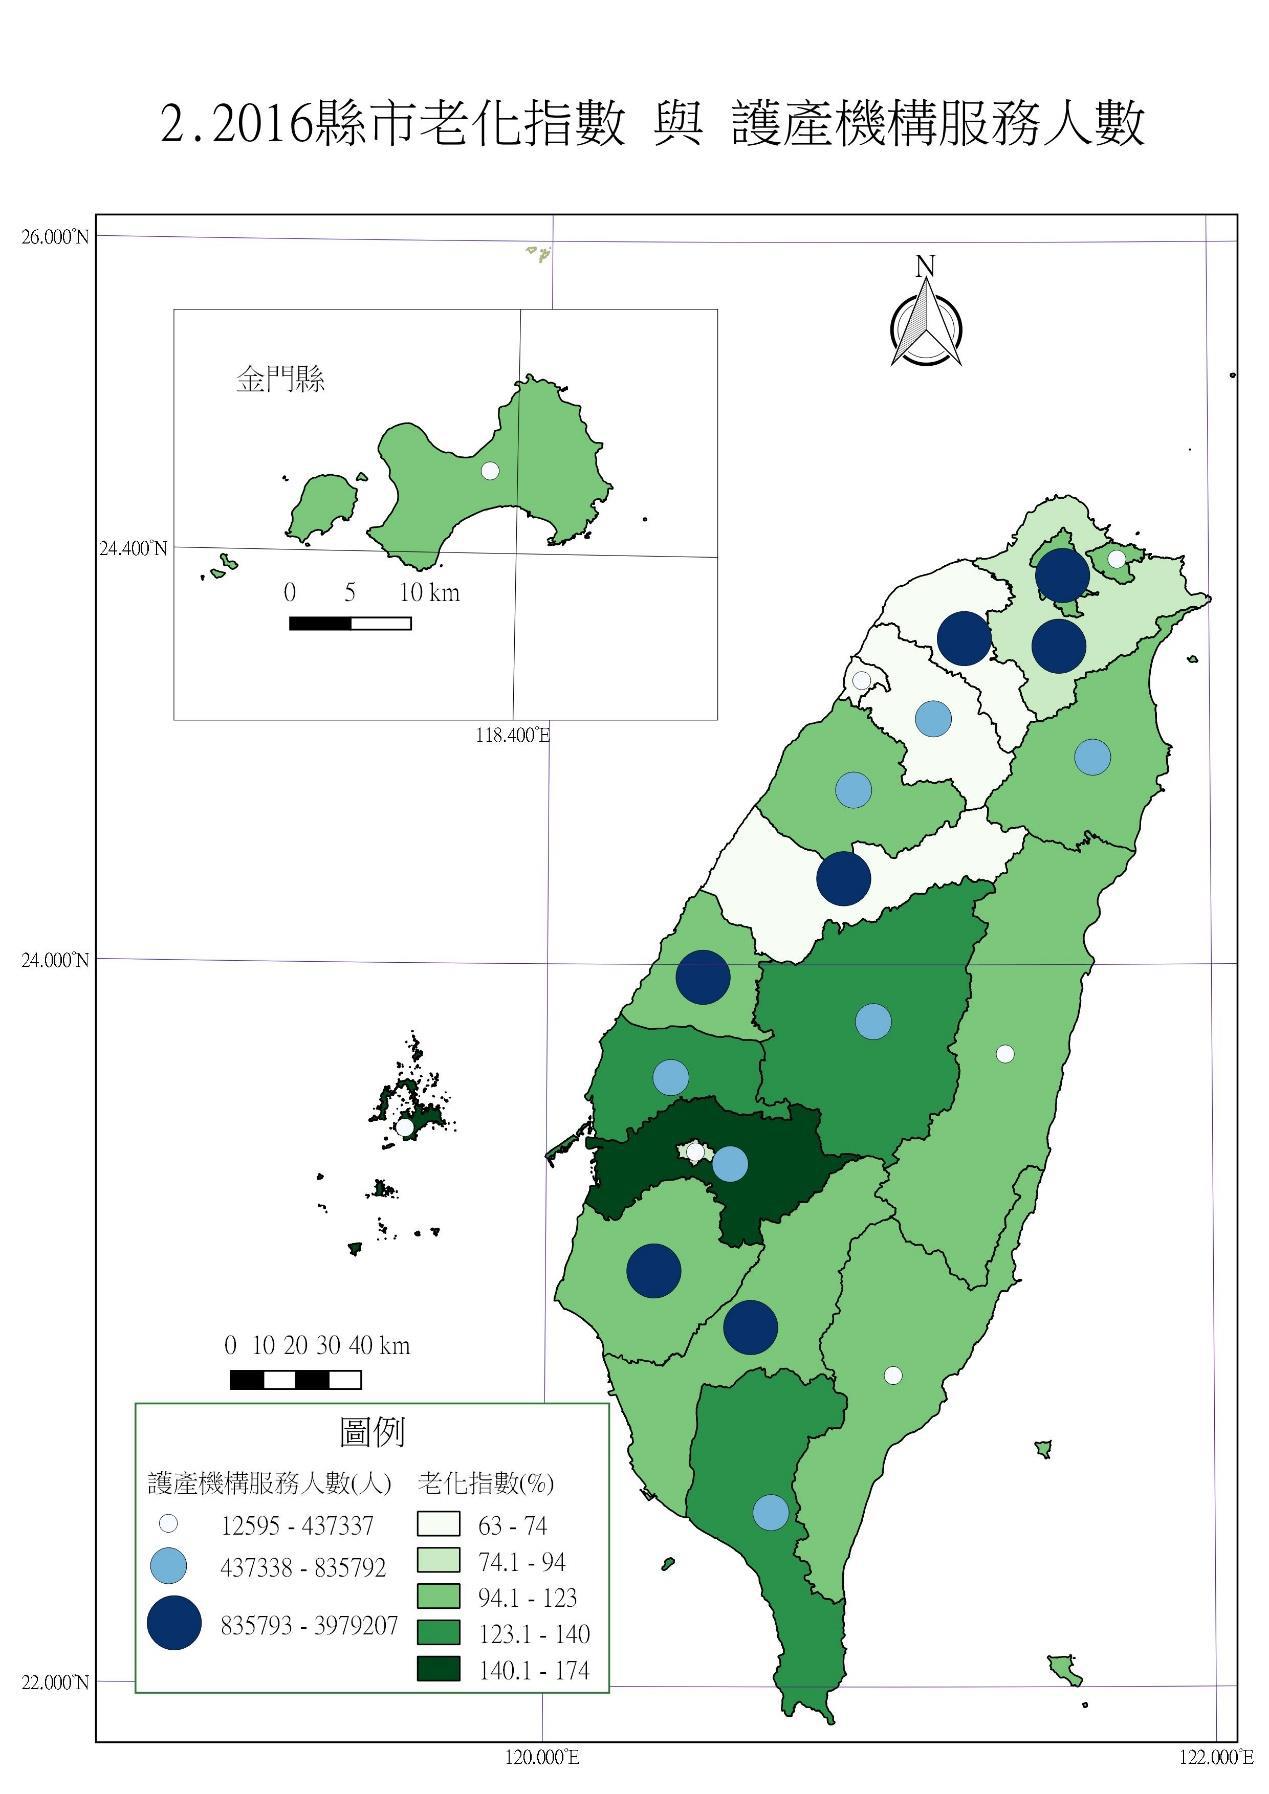 2.2016縣市老化指數 與 護產機構服務人數
26.000°N
N
金門縣
24.400°N
0 5 10 km
118.400°E
24.000°N
0 10 20 30 40 km
圖例
護產機構服務人數(人)
12595 - 437337
437338 - 835792
835793 - 3979207
老化指數(%)
63 - 74
74.1 - 94
94.1 - 123
123.1 - 140
140.1 - 174
22.000°N
120.000°E
122.000°E